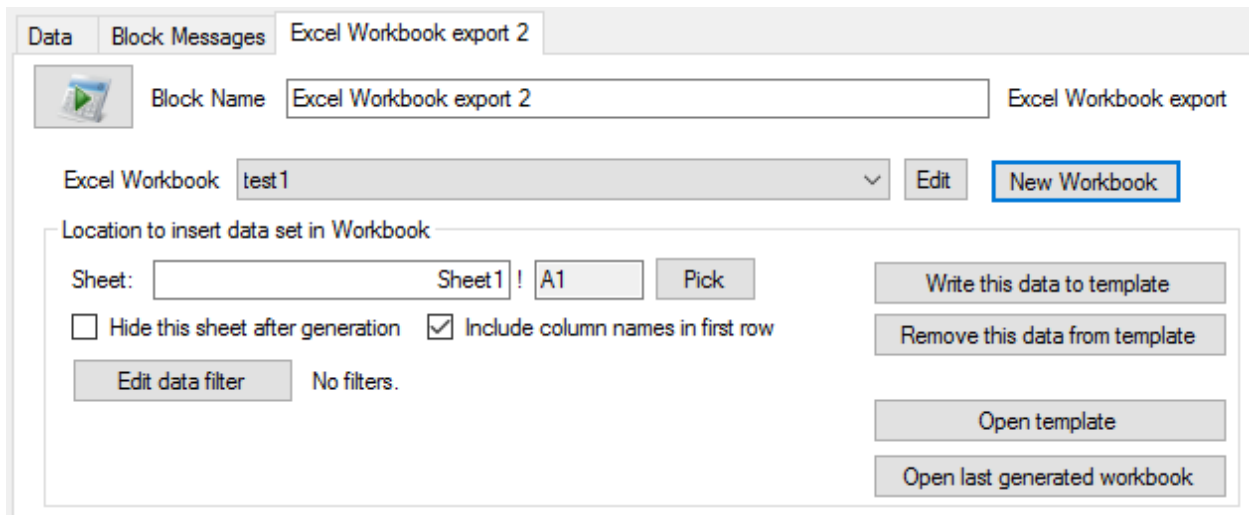 Data Block Messages Excel Workbook export 2
Block Name Excel Workbook export 2 Excel Workbook export
Excel Workbook test1 Edit New Workbook
Location to insert data set in Workbook
Sheet: Sheet1 ! A1 Pick Write this data to template
Hide this sheet after generation Include column names in first row Remove this data from template
Edit data filter No filters.
Open template
Open last generated workbook